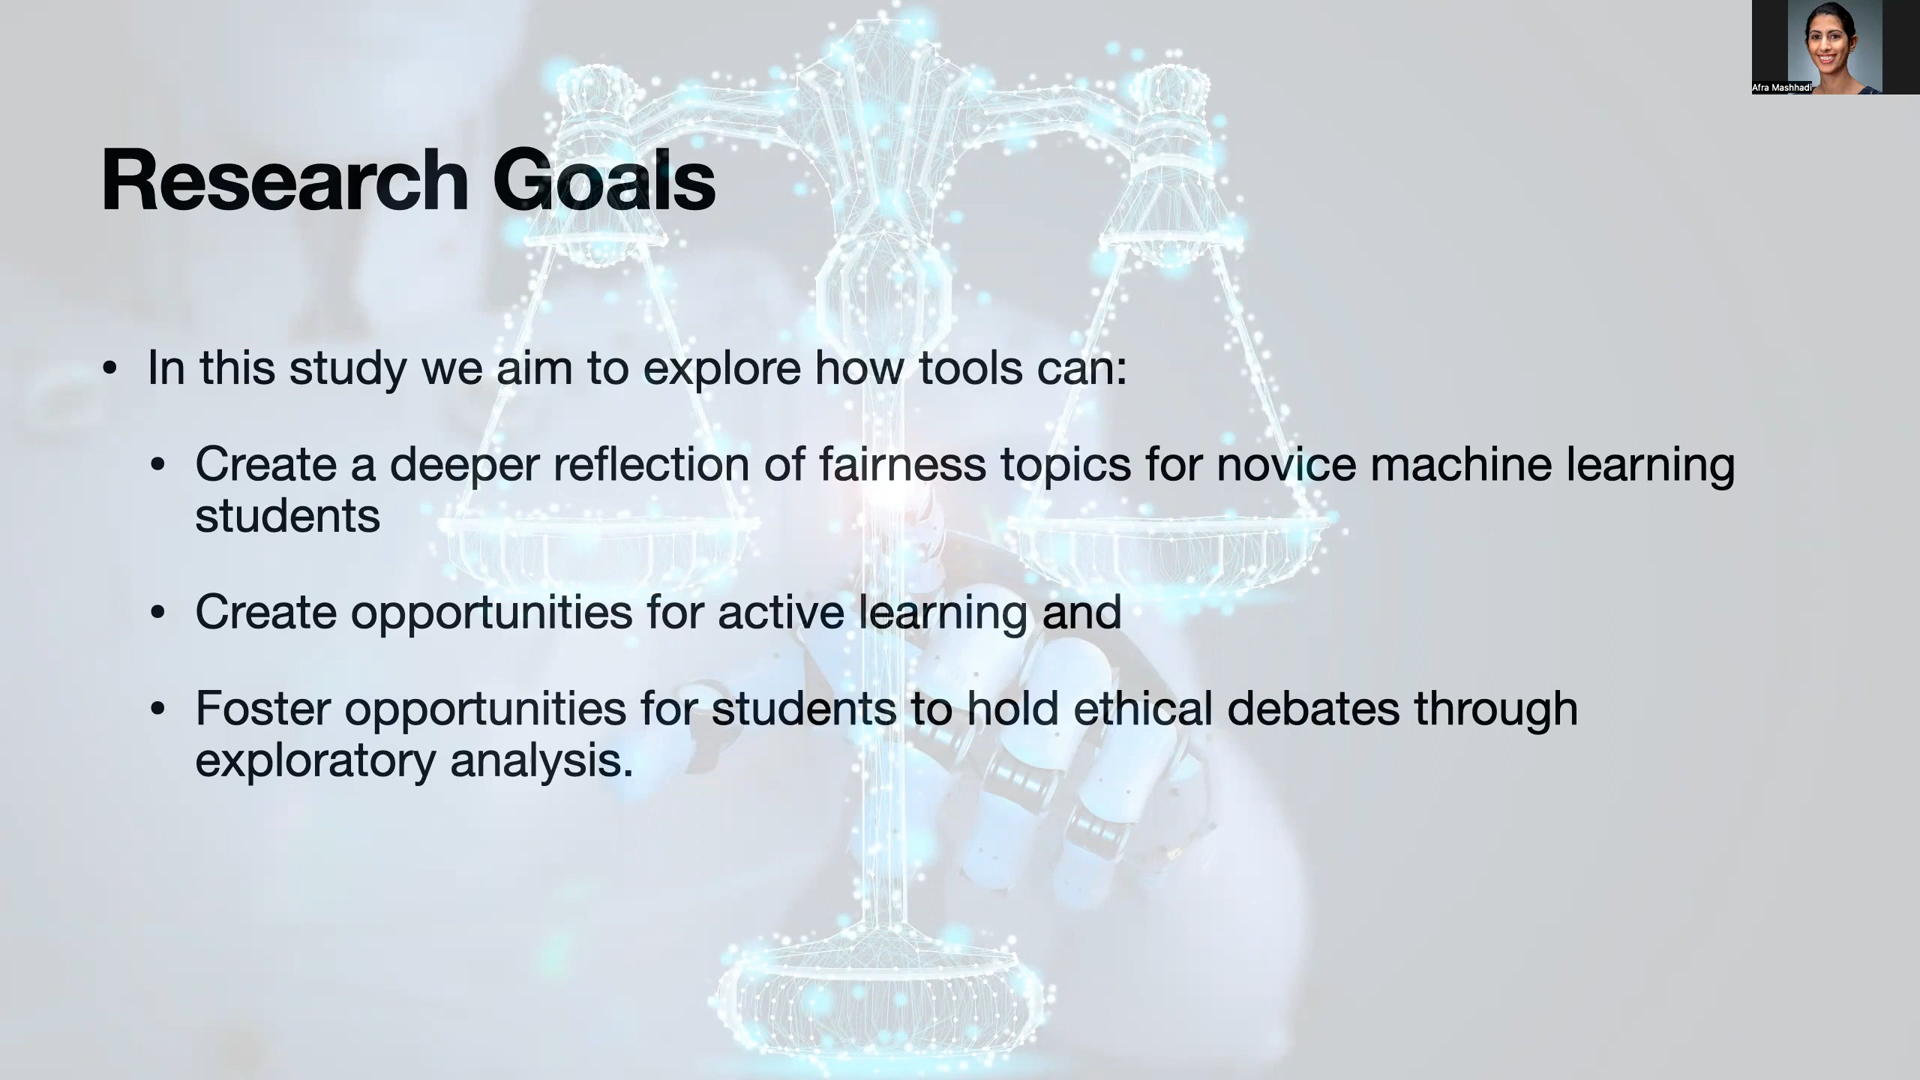 Afra Mashhadi
Research Goals
• In this study we aim to explore how tools can:
• Create a deeper reflection of fairness topics for novice machine learning
students
• Create opportunities for active learning and
• Foster opportunities for students to hold ethical debates through
exploratory analysis.